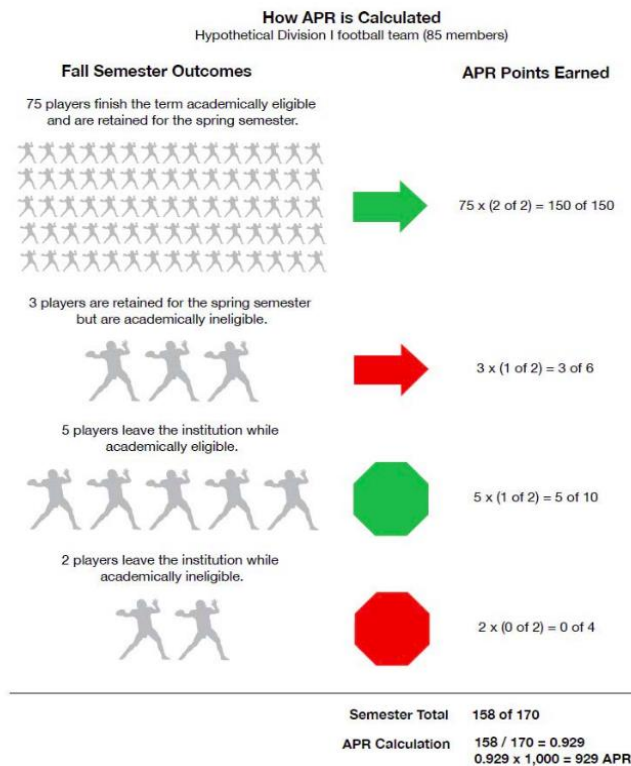 How APR is Calculated
Hypothetical Division I football team (85 members)
Fall Semester Outcomes
APR Points Earned
75 players finish the term academically eligible
and are retained for the spring semester.
75 x (2 of 2) = 150 of 150
3 players are retained for the spring semester
but are academically ineligible.
3 x (1 of 2) = 3 of 6
5 players leave the institution while
academically eligible.
5 x (1 of 2) = 5 of 10
2 players leave the institution while
academically ineligible.
2 x (0 of 2) = 0 of 4
Semester Total 158 of 170
APR Calculation 158 / 170 = 0.929
0.929 x 1,000 = 929 APR